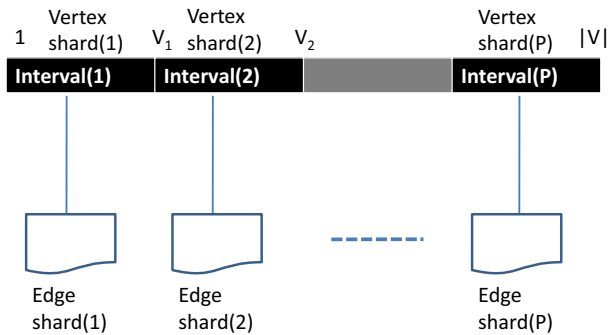 1 Vertex shard(1) V₁ Vertex shard(2) V₂ Vertex shard(P) |V|
Interval(1) Interval(2) Interval(P)
Edge shard(1) Edge shard(2) Edge shard(P)